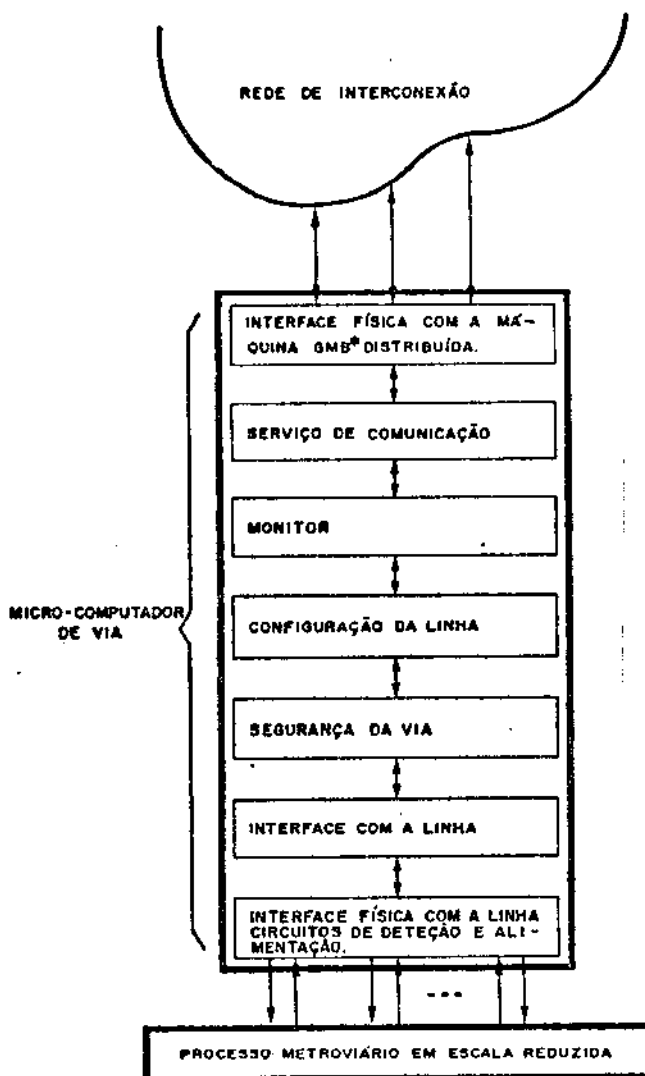 REDE DE INTERCONEXÃO
INTERFACE FÍSICA COM A MÁ-
QUINA GMB* DISTRIBUÍDA.
SERVIÇO DE COMUNICAÇÃO
MONITOR
MICRO-COMPUTADOR
DE VIA
CONFIGURAÇÃO DA LINHA
SEGURANÇA DA VIA
INTERFACE COM A LINHA
INTERFACE FÍSICA COM A LINHA
CIRCUITOS DE DETEÇÃO E ALI-
MENTAÇÃO.
PROCESSO METROVIÁRIO EM ESCALA REDUZIDA